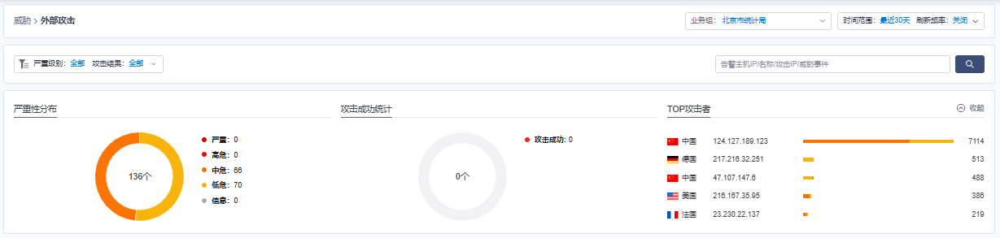 威胁 > 外部攻击
业务组: 北京市统计局
时间范围: 最近30天 刷新频率: 关闭
严重级别: 全部 攻击结果: 全部
告警主机IP/名称/攻击IP/威胁事件
严重性分布
136个
严重: 0
高危: 0
中危: 66
低危: 70
信息: 0
攻击成功统计
0个
攻击成功: 0
TOP攻击者
收起
中国 124.127.189.123 7114
德国 217.216.32.251 513
中国 47.107.147.6 488
美国 216.167.35.95 386
法国 23.230.22.137 219